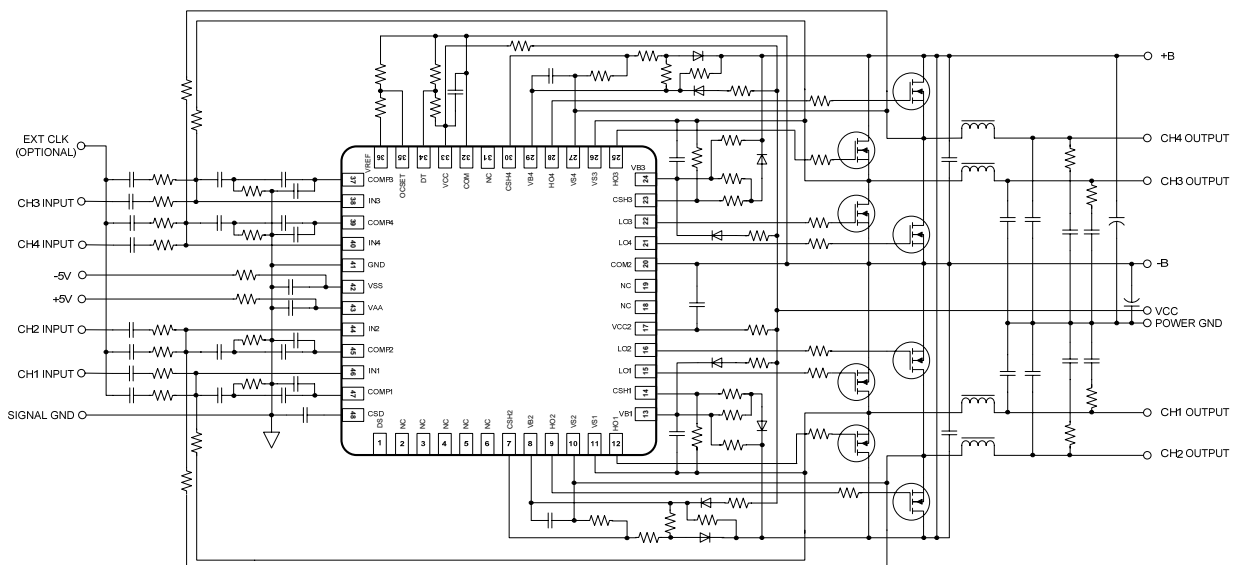 36 35 34 33 32 31 30 29 28 27 26 25
VREF OCSET DT VCC COM NC CSH4 VB4 HO4 VS4 VS3 HO3
EXT CLK
(OPTIONAL)
CH3 INPUT
CH4 INPUT
-5V
+5V
CH2 INPUT
CH1 INPUT
SIGNAL GND
37 COMP3
38 IN3
39 COMP4
40 IN4
41 GND
42 VSS
43 VAA
44 IN2
45 COMP2
46 IN1
47 COMP1
48 CSD
VB3 24
CSH3 23
LO3 22
LO4 21
COM2 20
NC 19
NC 18
VCC2 17
LO2 16
LO1 15
CSH1 14
VB1 13
DS NC NC NC NC NC CSH2 VB2 HO2 VS2 VS1 HO1
1 2 3 4 5 6 7 8 9 10 11 12
+B
CH4 OUTPUT
CH3 OUTPUT
-B
VCC
POWER GND
CH1 OUTPUT
CH2 OUTPUT